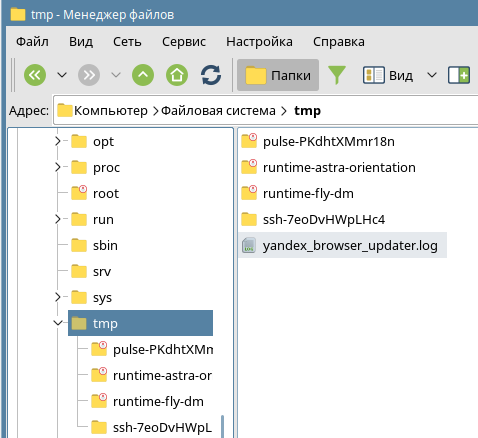 tmp - Менеджер файлов
Файл Вид Сеть Сервис Настройка Справка
Папки Вид
Адрес: Компьютер Файловая система tmp
opt
proc
root
run
sbin
srv
sys
tmp
pulse-PKdhtXMm
runtime-astra-or
runtime-fly-dm
ssh-7eoDvHWpL
pulse-PKdhtXMmr18n
runtime-astra-orientation
runtime-fly-dm
ssh-7eoDvHWpLHc4
yandex_browser_updater.log